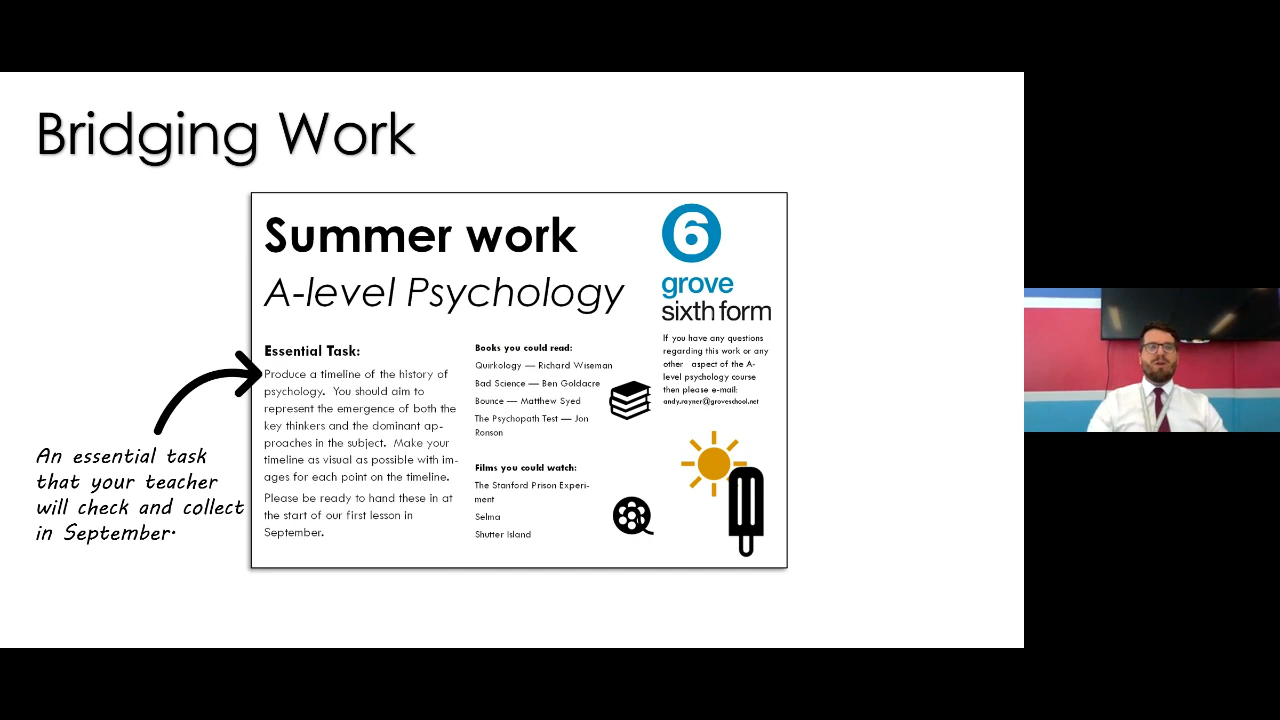 Bridging Work
Summer work
A-level Psychology
6
grove
sixth form
Essential Task:
Produce a timeline of the history of
psychology. You should aim to
represent the emergence of both the
key thinkers and the dominant ap-
proaches in the subject. Make your
timeline as visual as possible with im-
ages for each point on the timeline.
Please be ready to hand these in at
the start of our first lesson in
September.
Books you could read:
Quirkology — Richard Wiseman
Bad Science — Ben Goldacre
Bounce — Matthew Syed
The Psychopath Test — Jon
Ronson
Films you could watch:
The Stanford Prison Experi-
ment
Selma
Shutter Island
If you have any questions
regarding this work or any
other aspect of the A-
level psychology course
then please e-mail:
andy.rayner@groveschool.net
An essential task
that your teacher
will check and collect
in September.